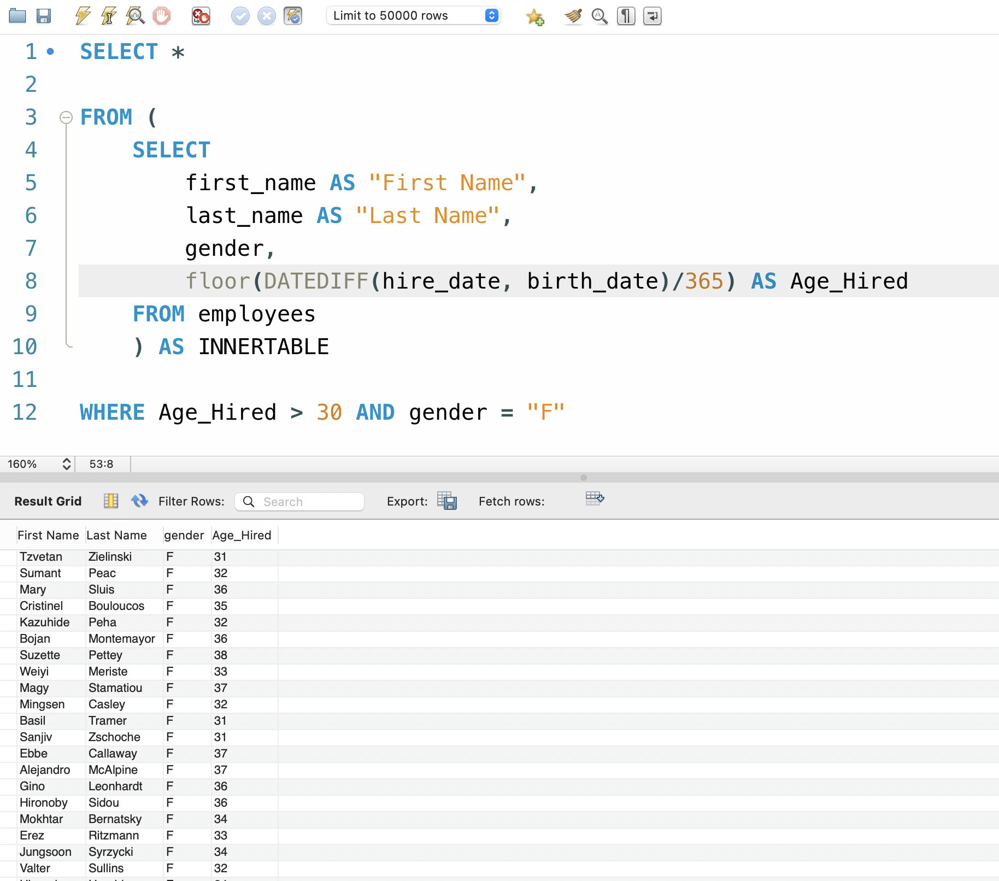 Limit to 50000 rows
1 SELECT *
2
3 FROM (
4 SELECT
5 first_name AS "First Name",
6 last_name AS "Last Name",
7 gender,
8 floor(DATEDIFF(hire_date, birth_date)/365) AS Age_Hired
9 FROM employees
10 ) AS INNERTABLE
11
12 WHERE Age_Hired > 30 AND gender = "F"
160% 53:8
Result Grid Filter Rows: Search Export: Fetch rows:
First Name Last Name gender Age_Hired
Tzvetan Zielinski F 31
Sumant Peac F 32
Mary Sluis F 36
Cristinel Bouloucos F 35
Kazuhide Peha F 32
Bojan Montemayor F 36
Suzette Pettey F 38
Weiyi Meriste F 33
Magy Stamatiou F 37
Mingsen Casley F 32
Basil Tramer F 31
Sanjiv Zschoche F 31
Ebbe Callaway F 37
Alejandro McAlpine F 37
Gino Leonhardt F 36
Hironoby Sidou F 36
Mokhtar Bernatsky F 34
Erez Ritzmann F 33
Jungsoon Syrzycki F 34
Valter Sullins F 32